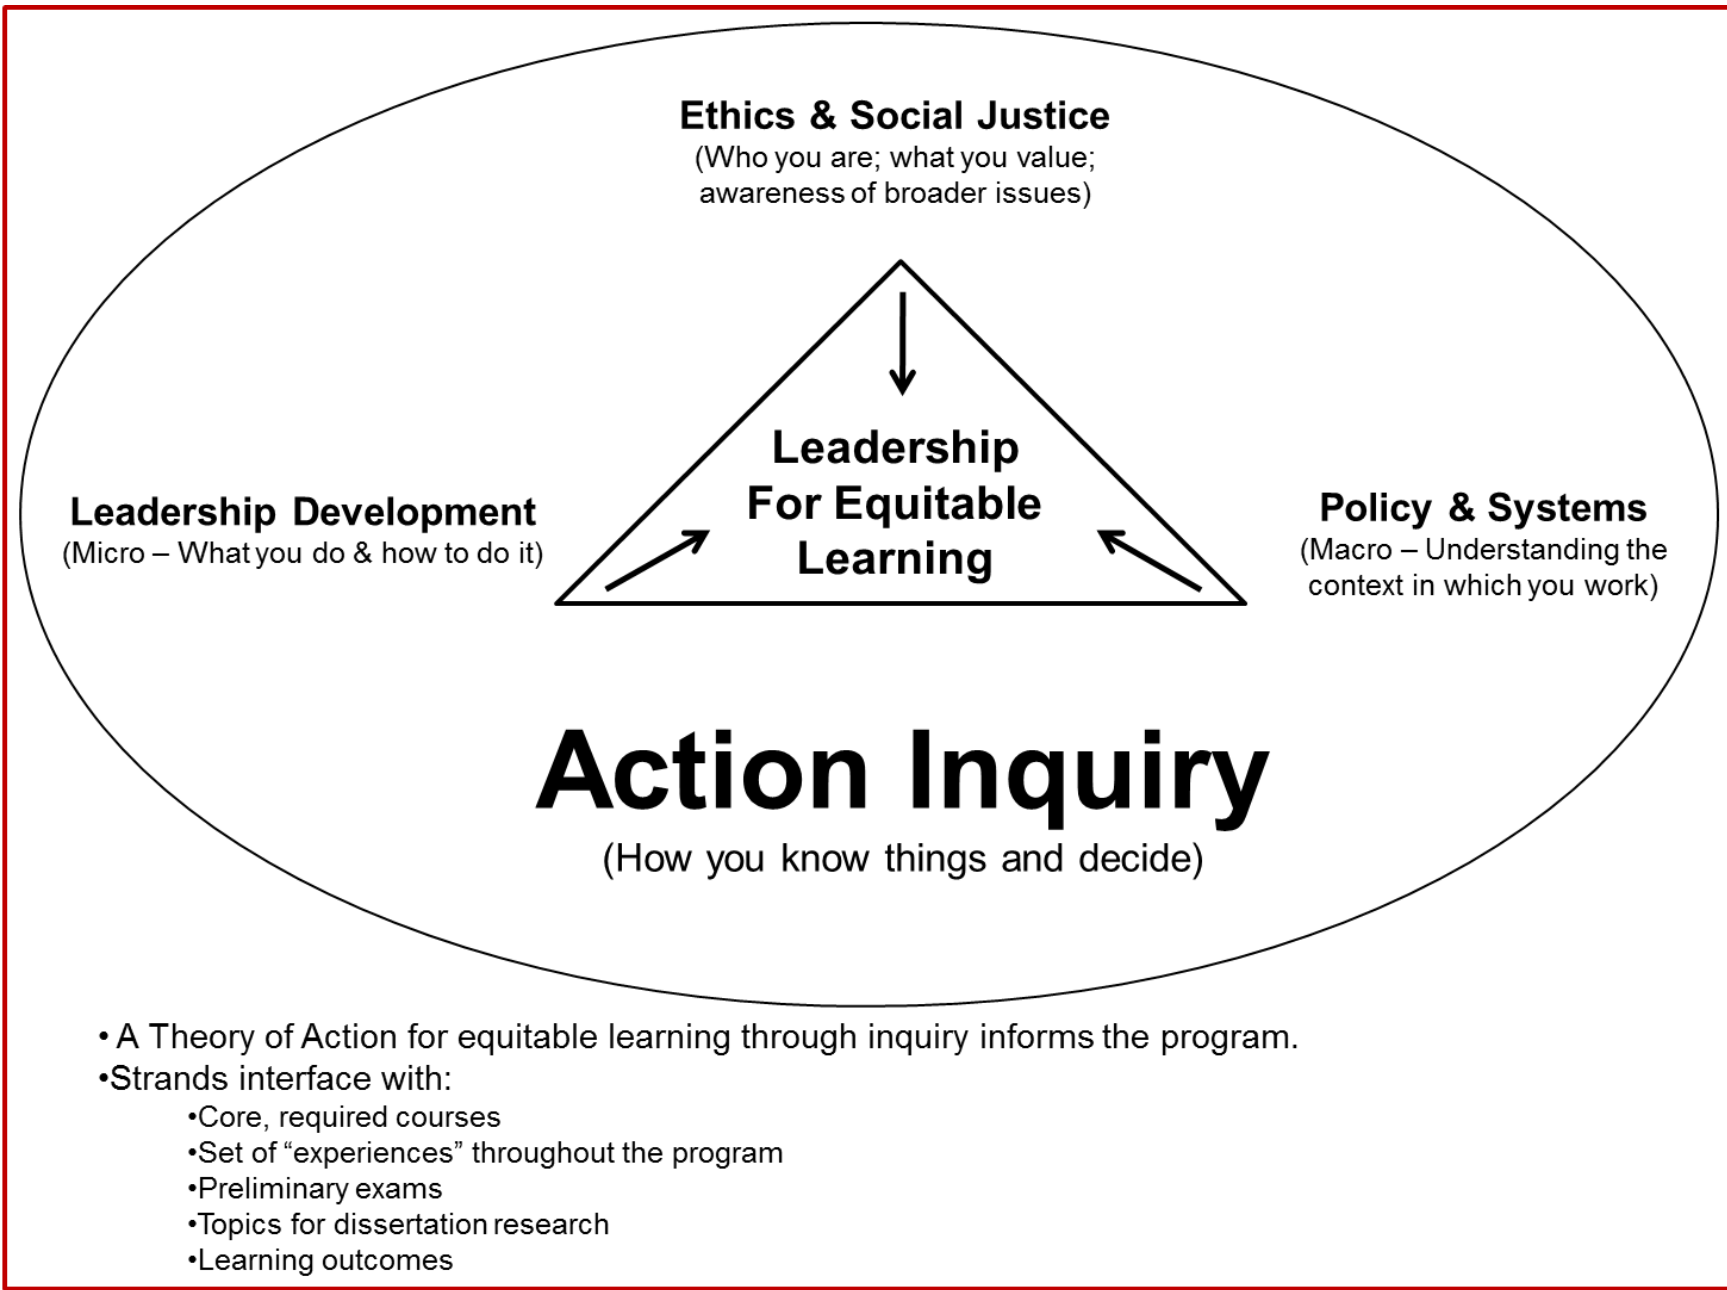 Ethics & Social Justice
(Who you are; what you value;
awareness of broader issues)
Leadership
For Equitable
Learning
Leadership Development
(Micro – What you do & how to do it)
Policy & Systems
(Macro – Understanding the
context in which you work)
Action Inquiry
(How you know things and decide)
• A Theory of Action for equitable learning through inquiry informs the program.
•Strands interface with:
•Core, required courses
•Set of “experiences” throughout the program
•Preliminary exams
•Topics for dissertation research
•Learning outcomes